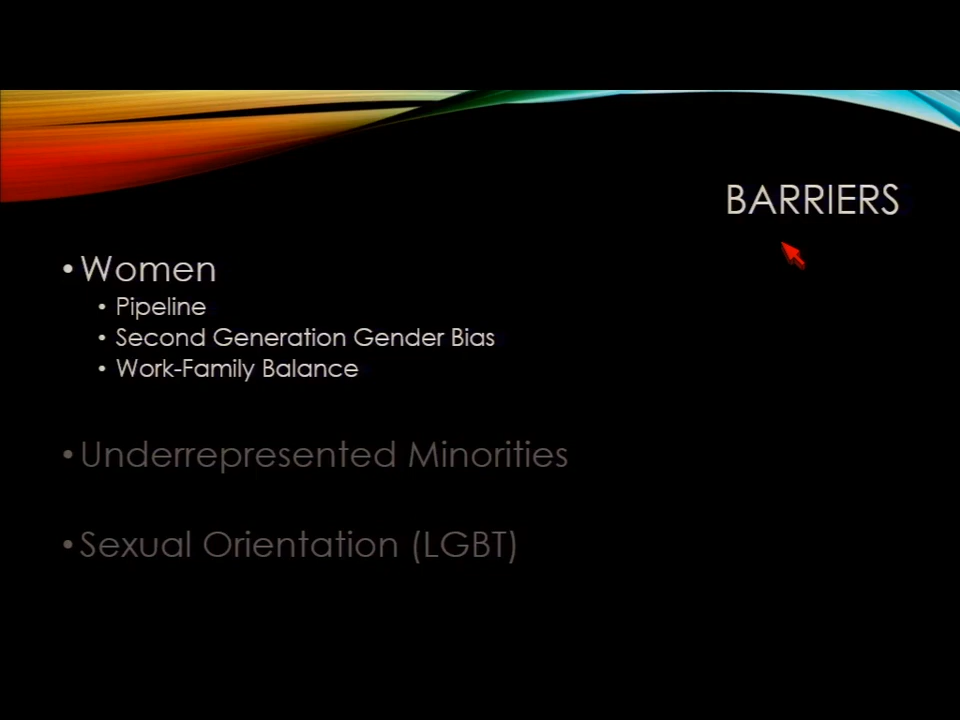 BARRIERS
• Women
• Pipeline
• Second Generation Gender Bias
• Work-Family Balance
• Underrepresented Minorities
• Sexual Orientation (LGBT)